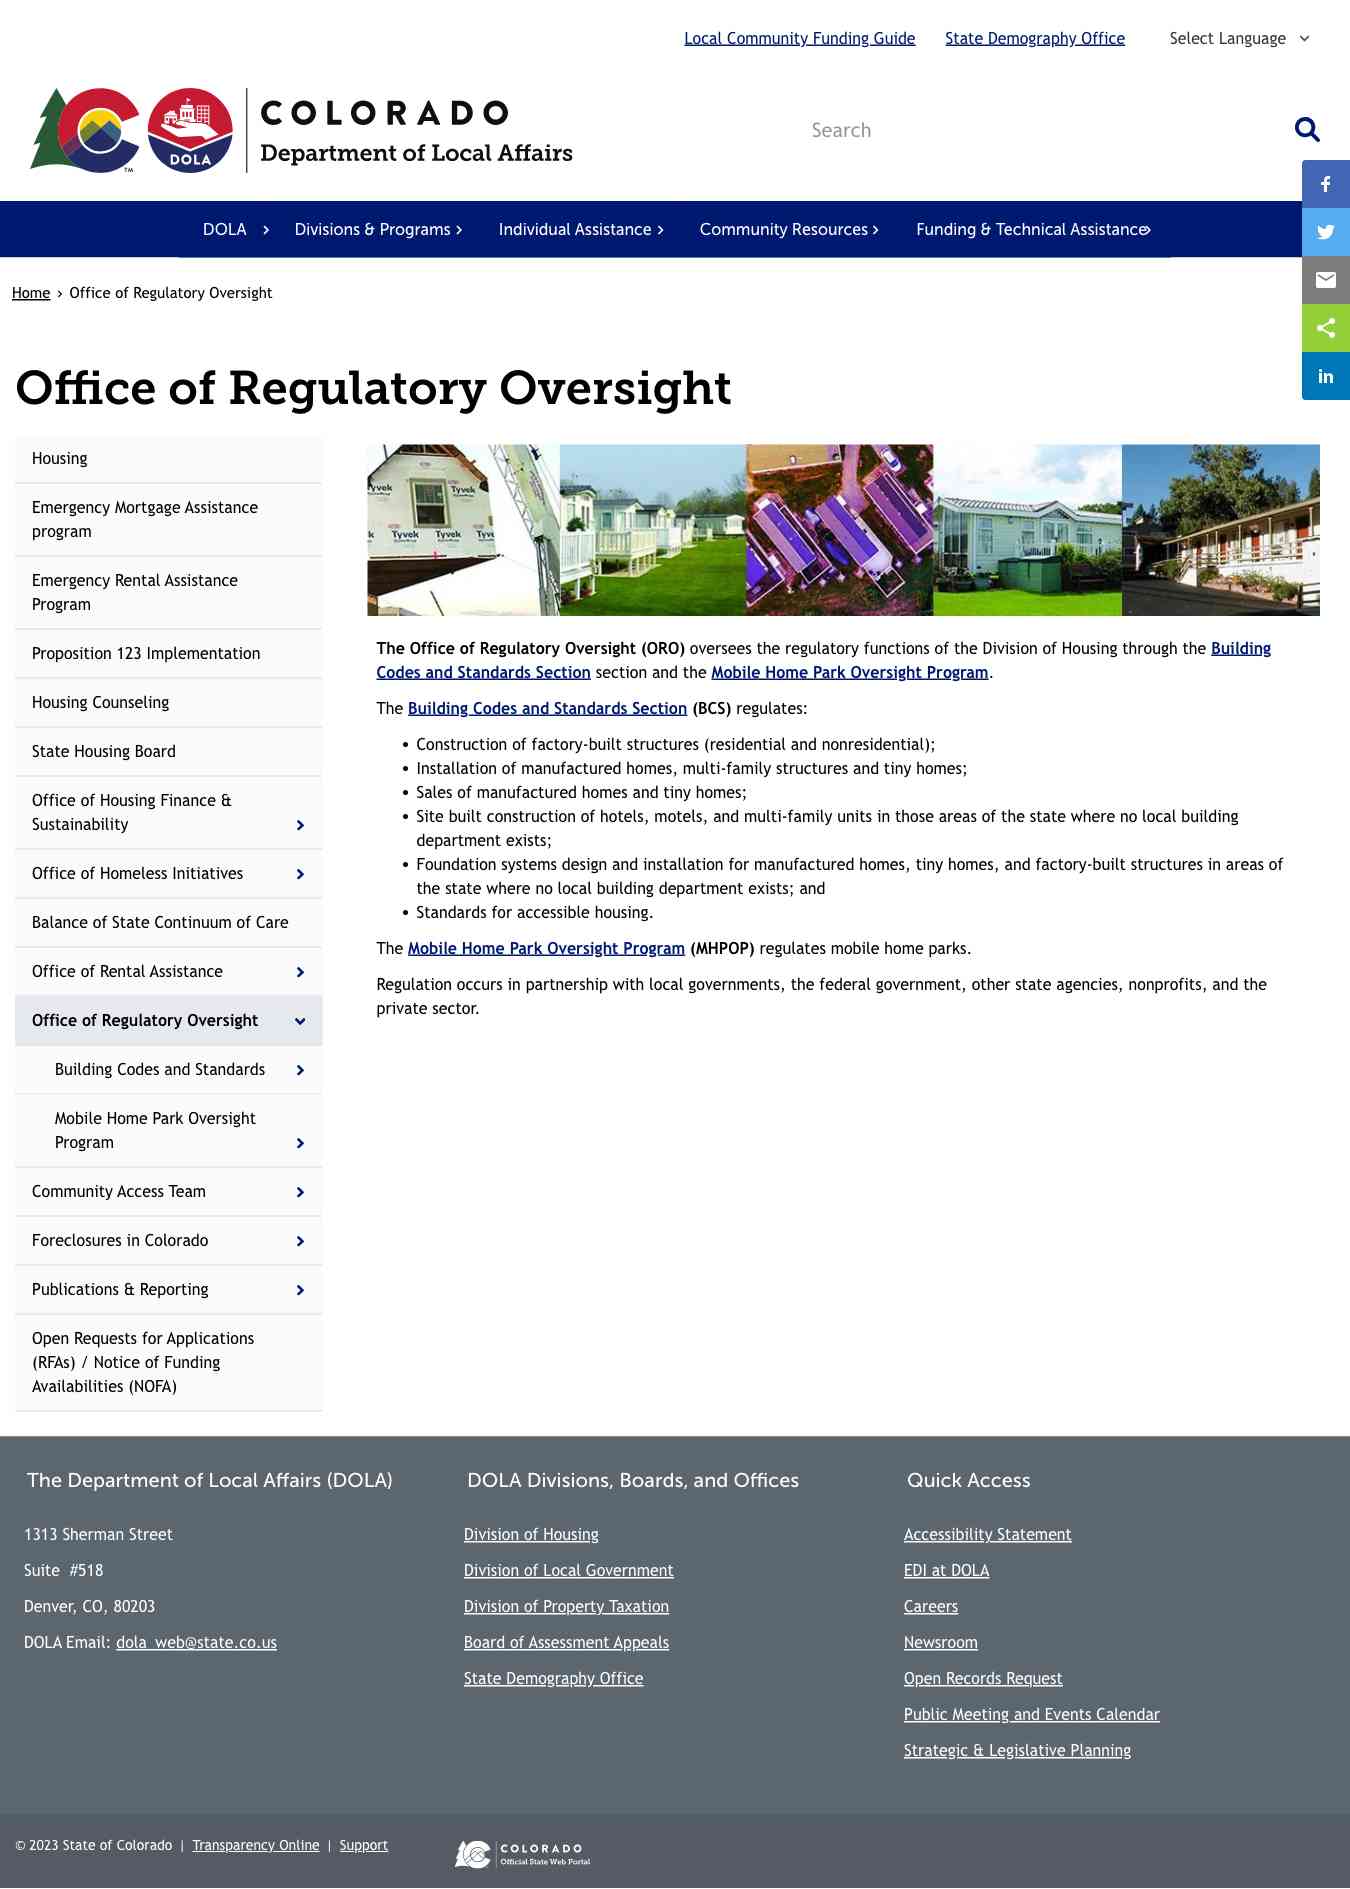 Local Community Funding Guide
State Demography Office
Select Language
TM
DOLA
COLORADO
Department of Local Affairs
Search
DOLA
Divisions & Programs
Individual Assistance
Community Resources
Funding & Technical Assistance
Home › Office of Regulatory Oversight
Office of Regulatory Oversight
Housing
Emergency Mortgage Assistance
program
Emergency Rental Assistance
Program
Proposition 123 Implementation
Housing Counseling
State Housing Board
Office of Housing Finance &
Sustainability
Office of Homeless Initiatives
Balance of State Continuum of Care
Office of Rental Assistance
Office of Regulatory Oversight
Building Codes and Standards
Mobile Home Park Oversight
Program
Community Access Team
Foreclosures in Colorado
Publications & Reporting
Open Requests for Applications
(RFAs) / Notice of Funding
Availabilities (NOFA)
Tyvek
Tyvek
Tyvek
Tyvek
Tyvek
The Office of Regulatory Oversight (ORO) oversees the regulatory functions of the Division of Housing through the Building
Codes and Standards Section section and the Mobile Home Park Oversight Program.
The Building Codes and Standards Section (BCS) regulates:
• Construction of factory-built structures (residential and nonresidential);
• Installation of manufactured homes, multi-family structures and tiny homes;
• Sales of manufactured homes and tiny homes;
• Site built construction of hotels, motels, and multi-family units in those areas of the state where no local building
department exists;
• Foundation systems design and installation for manufactured homes, tiny homes, and factory-built structures in areas of
the state where no local building department exists; and
• Standards for accessible housing.
The Mobile Home Park Oversight Program (MHPOP) regulates mobile home parks.
Regulation occurs in partnership with local governments, the federal government, other state agencies, nonprofits, and the
private sector.
The Department of Local Affairs (DOLA)
1313 Sherman Street
Suite #518
Denver, CO, 80203
DOLA Email: dola_web@state.co.us
DOLA Divisions, Boards, and Offices
Division of Housing
Division of Local Government
Division of Property Taxation
Board of Assessment Appeals
State Demography Office
Quick Access
Accessibility Statement
EDI at DOLA
Careers
Newsroom
Open Records Request
Public Meeting and Events Calendar
Strategic & Legislative Planning
© 2023 State of Colorado | Transparency Online | Support
COLORADO
Official State Web Portal